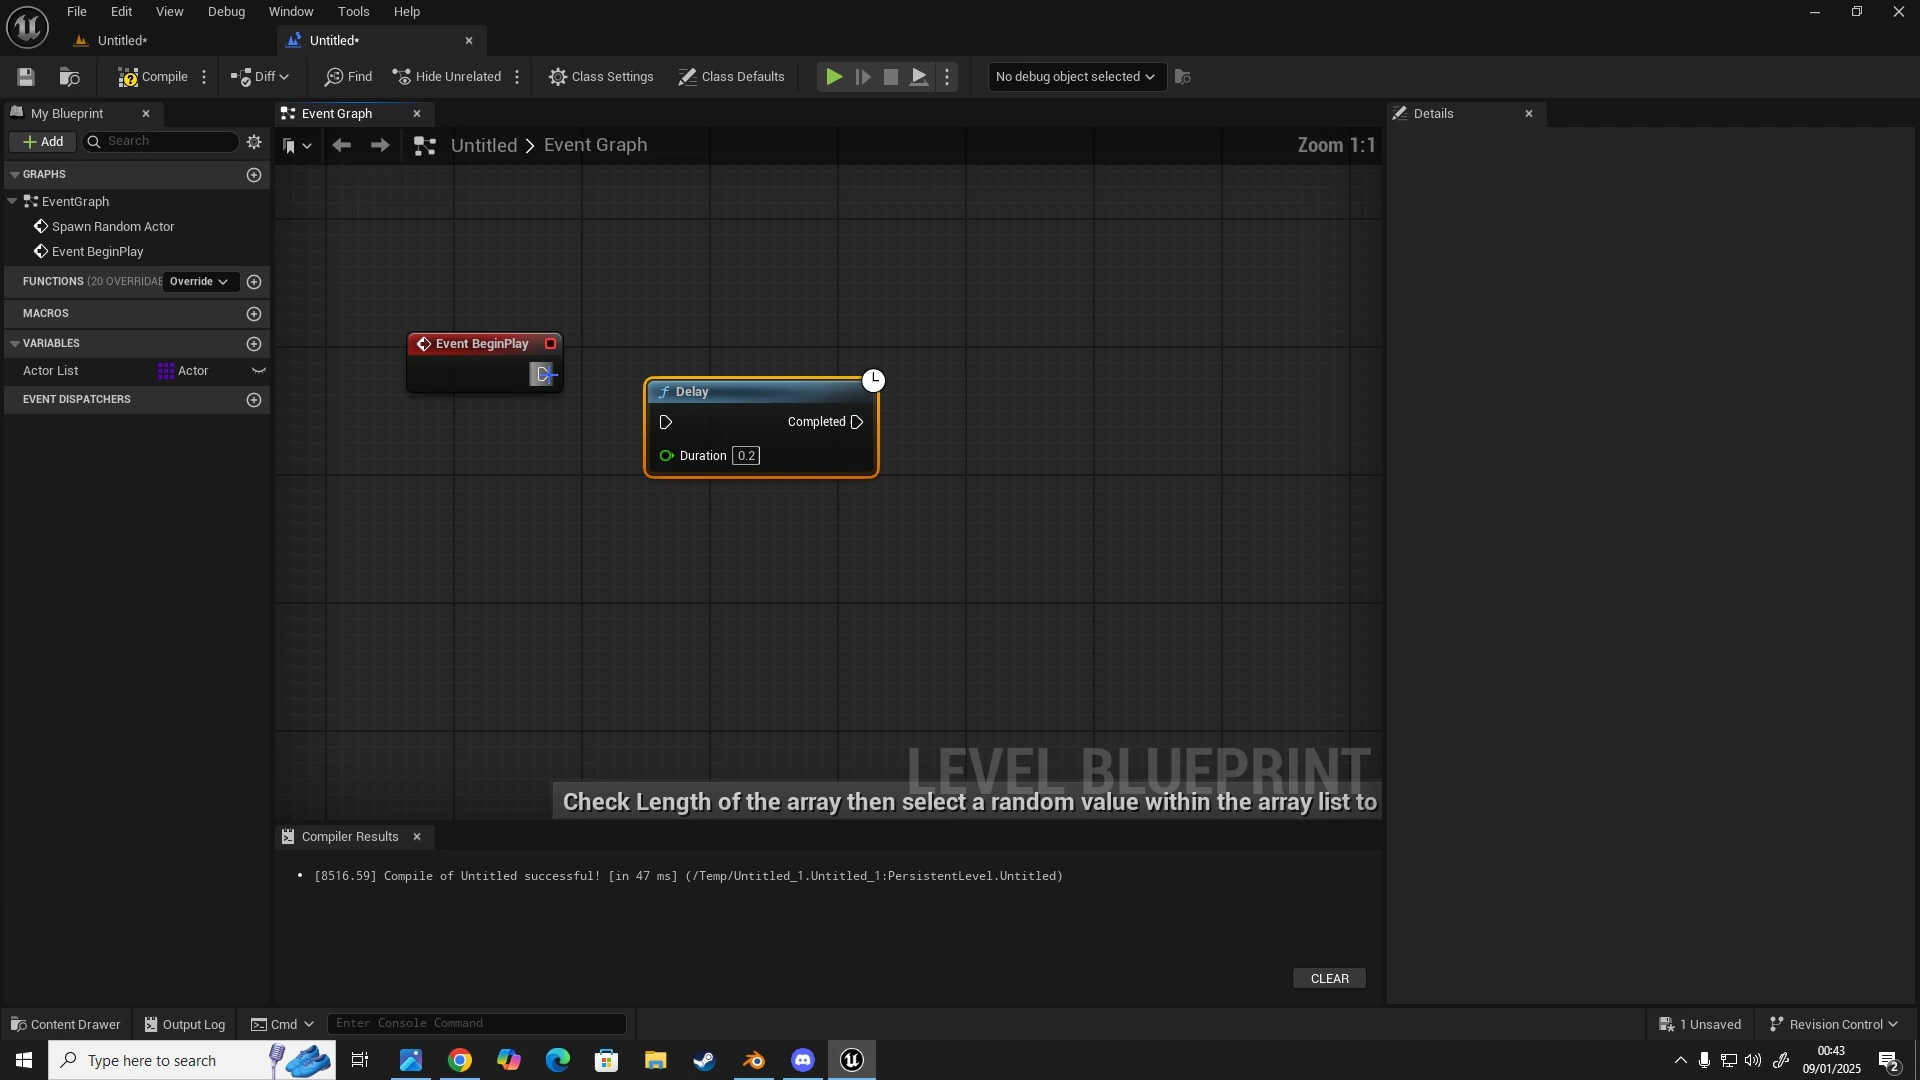 File Edit View Debug Window Tools Help
Untitled* Untitled*
Compile Diff Find Hide Unrelated Class Settings Class Defaults No debug object selected
My Blueprint Event Graph Details
Add Search Untitled > Event Graph Zoom 1:1
GRAPHS
EventGraph
Spawn Random Actor
Event BeginPlay
FUNCTIONS (20 OVERRIDAB Override
MACROS
VARIABLES
Actor List Actor
EVENT DISPATCHERS
Event BeginPlay
f Delay
Completed
Duration 0.2
LEVEL BLUEPRINT
Check Length of the array then select a random value within the array list to
Compiler Results
• [8516.59] Compile of Untitled successful! [in 47 ms] (/Temp/Untitled_1.Untitled_1:PersistentLevel.Untitled)
CLEAR
Content Drawer Output Log Cmd Enter Console Command 1 Unsaved Revision Control
Type here to search
00:43
09/01/2025
2